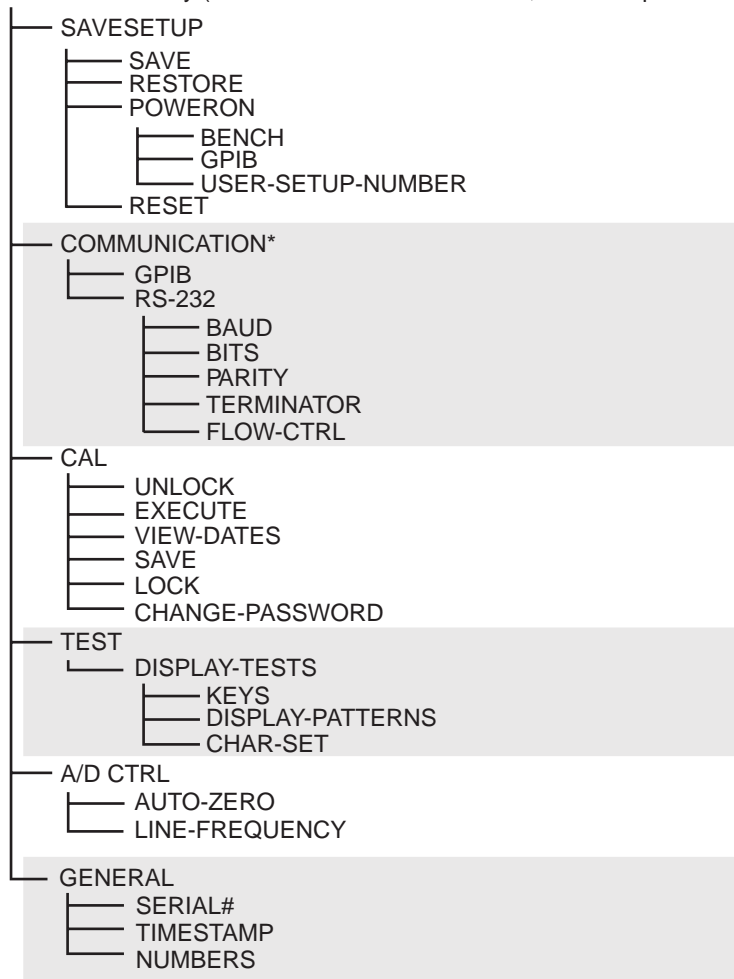 SAVESETUP
SAVE
RESTORE
POWERON
BENCH
GPIB
USER-SETUP-NUMBER
RESET
COMMUNICATION*
GPIB
RS-232
BAUD
BITS
PARITY
TERMINATOR
FLOW-CTRL
CAL
UNLOCK
EXECUTE
VIEW-DATES
SAVE
LOCK
CHANGE-PASSWORD
TEST
DISPLAY-TESTS
KEYS
DISPLAY-PATTERNS
CHAR-SET
A/D CTRL
AUTO-ZERO
LINE-FREQUENCY
GENERAL
SERIAL#
TIMESTAMP
NUMBERS